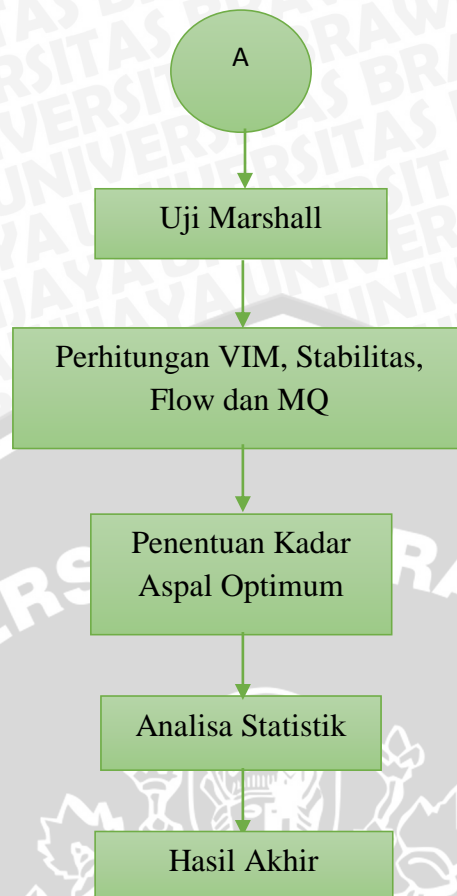 A
Uji Marshall
Perhitungan VIM, Stabilitas,
Flow dan MQ
Penentuan Kadar
Aspal Optimum
Analisa Statistik
Hasil Akhir